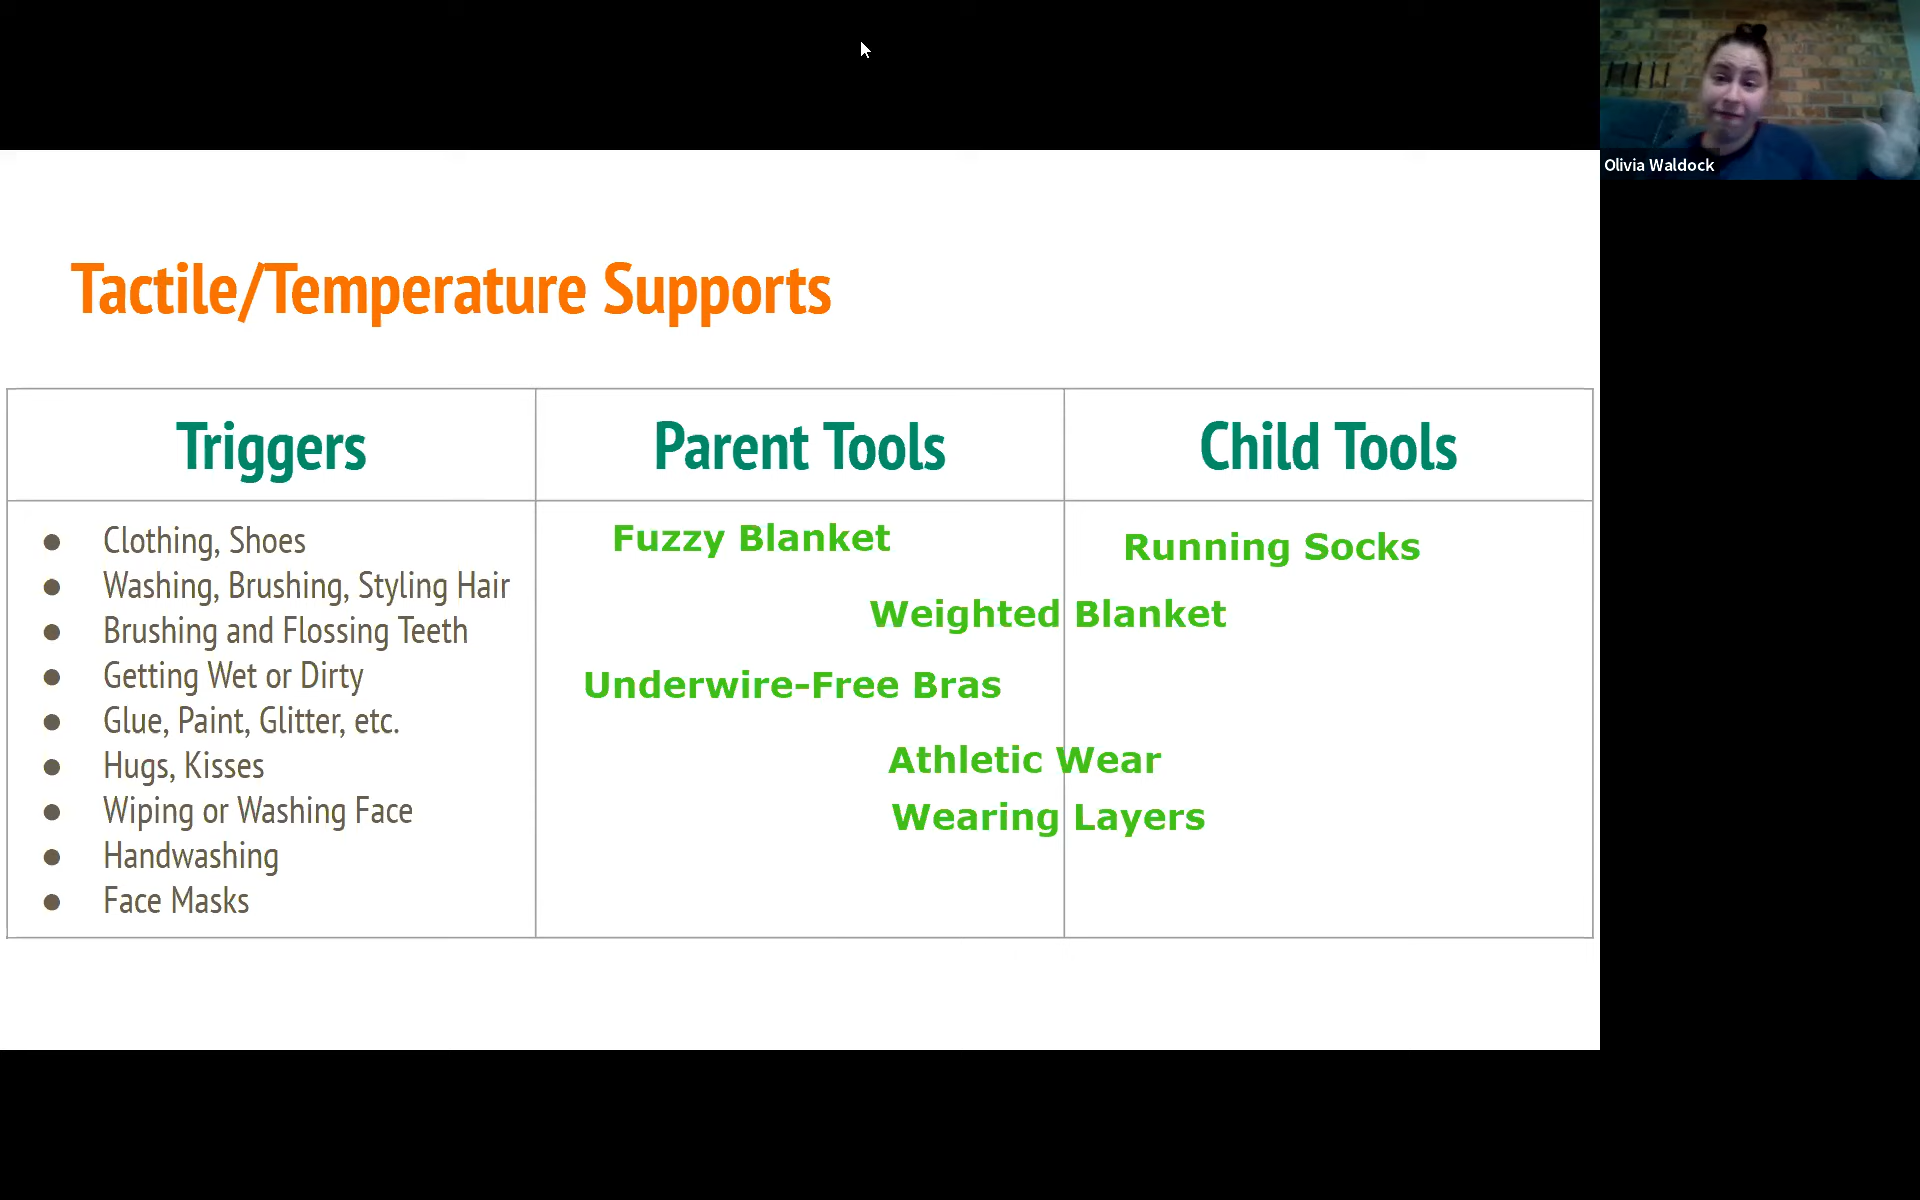 Olivia Waldock
Tactile/Temperature Supports
Triggers
Parent Tools
Child Tools
● Clothing, Shoes
● Washing, Brushing, Styling Hair
● Brushing and Flossing Teeth
● Getting Wet or Dirty
● Glue, Paint, Glitter, etc.
● Hugs, Kisses
● Wiping or Washing Face
● Handwashing
● Face Masks
Fuzzy Blanket
Running Socks
Weighted Blanket
Underwire-Free Bras
Athletic Wear
Wearing Layers